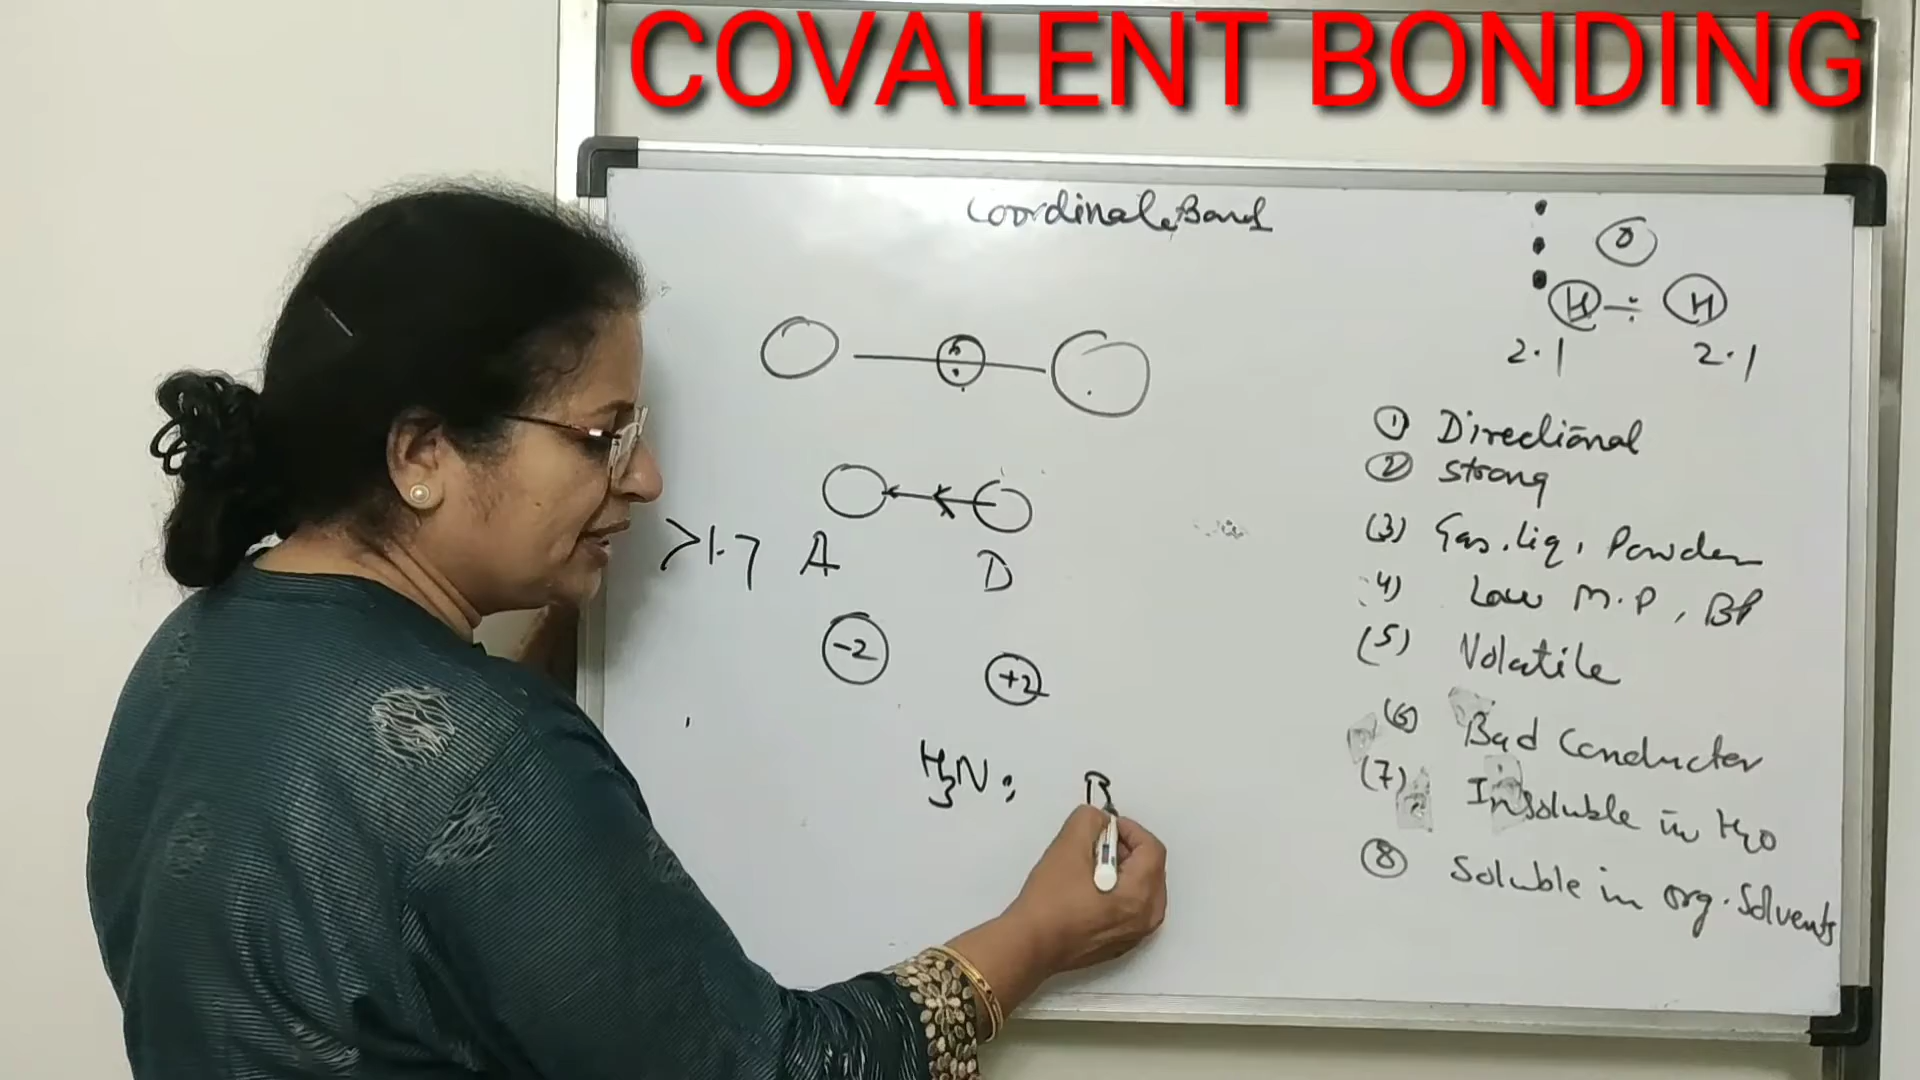 COVALENT BONDING
Coordinate Bond
O
H H
2.1 2.1
① Directional
② Strong
(3) Gas, Liq, Powder
4) Low M.P, BP
(5) Volatile
(6) Bad Conductor
(7) Insoluble in H2O
⑧ Soluble in org. Solvents
>1.7 A D
-2 +2
H3N: B